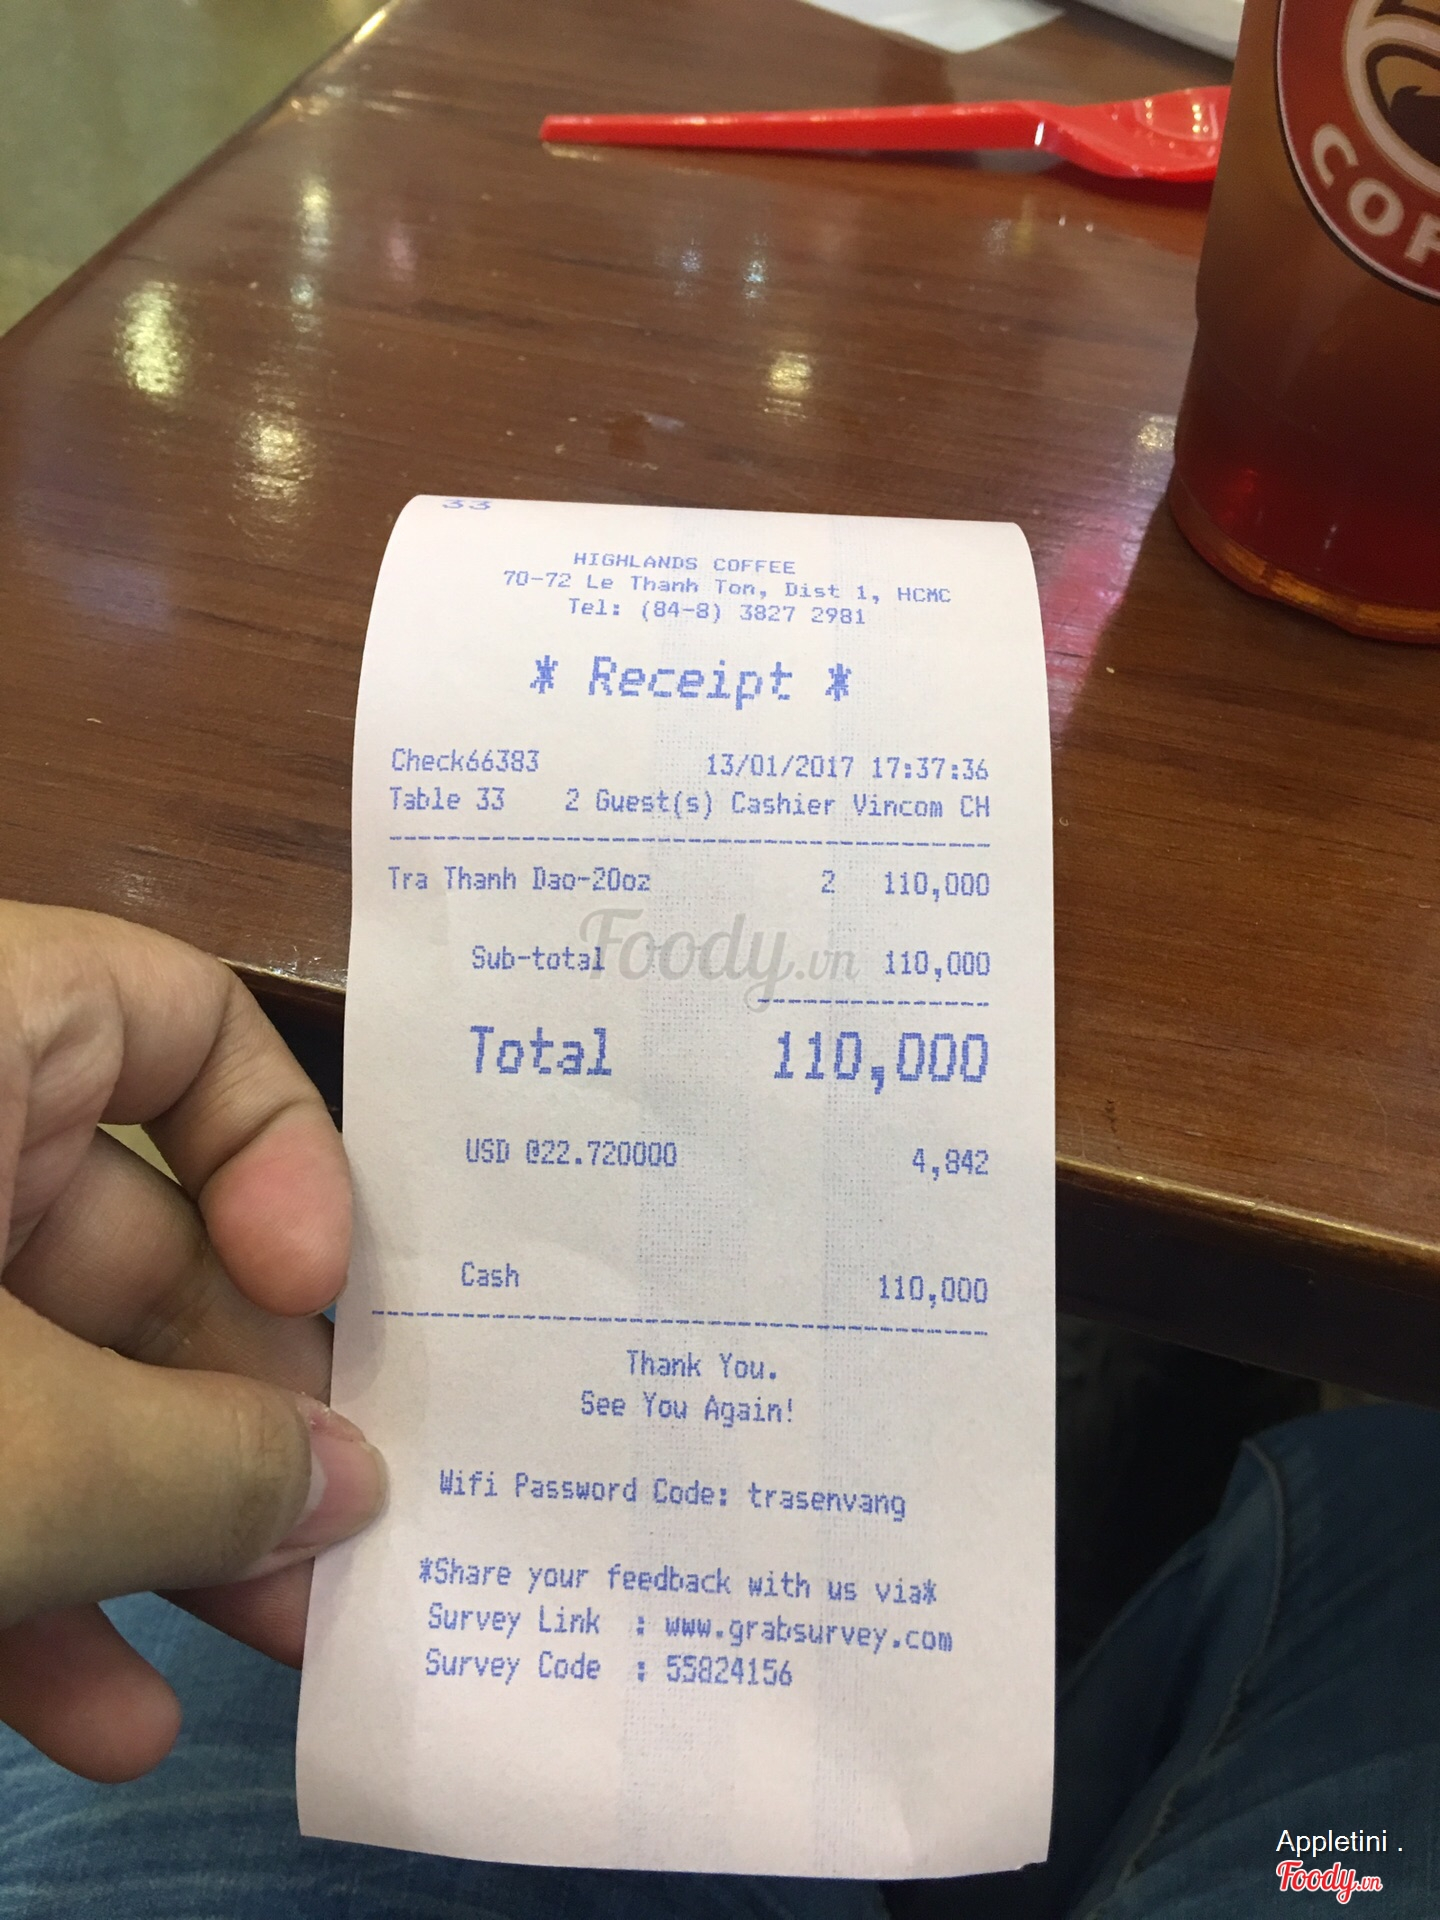 COF
33
HIGHLANDS COFFEE
70-72 Le Thanh Ton, Dist 1, HCMC
Tel: (84-8) 3827 2981
* Receipt *
Check66383 13/01/2017 17:37:36
Table 33 2 Guest(s) Cashier Vincom CH
Tra Thanh Dao-20oz 2 110,000
Foody.vn
Sub-total 110,000
Total 110,000
USD @22.720000 4,842
Cash 110,000
Thank You.
See You Again!
Wifi Password Code: trasenvang
*Share your feedback with us via*
Survey Link : www.grabsurvey.com
Survey Code : 55824156
Appletini .
Foody.vn